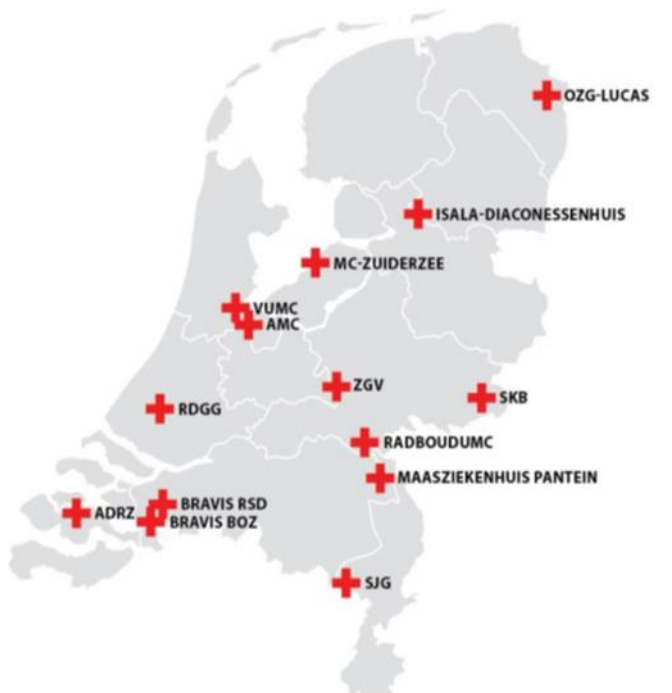 OZG-LUCAS
ISALA-DIACONESSENHUIS
MC-ZUIDERZEE
VUMC
AMC
ZGV
SKB
RDGG
RADBOUDUMC
MAASZIEKENHUIS PANTEIN
BRAVIS RSD
ADRZ
BRAVIS BOZ
SJG